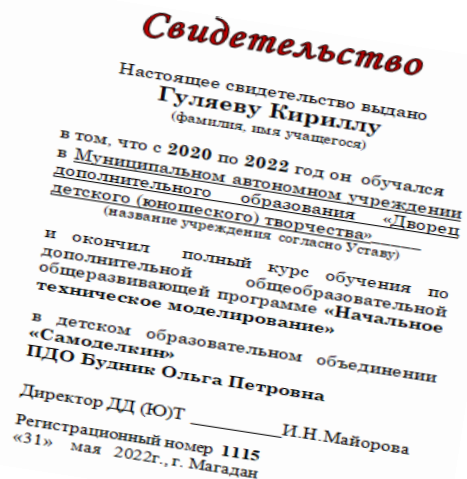 Свидетельство
Настоящее свидетельство выдано
Гуляеву Кириллу
(фамилия, имя учащегося)
в том, что с 2020 по 2022 год он обучался
в Муниципальном автономном учреждении
дополнительного образования «Дворец
детского (юношеского) творчества»
(название учреждения согласно Уставу)
и окончил полный курс обучения по
дополнительной общеобразовательной
общеразвивающей программе «Начальное
техническое моделирование»
в детском образовательном объединении
«Самоделкин»
ПДО Будник Ольга Петровна
Директор ДД (Ю)Т __________И.Н.Майорова
Регистрационный номер 1115
«31» мая 2022г., г. Магадан